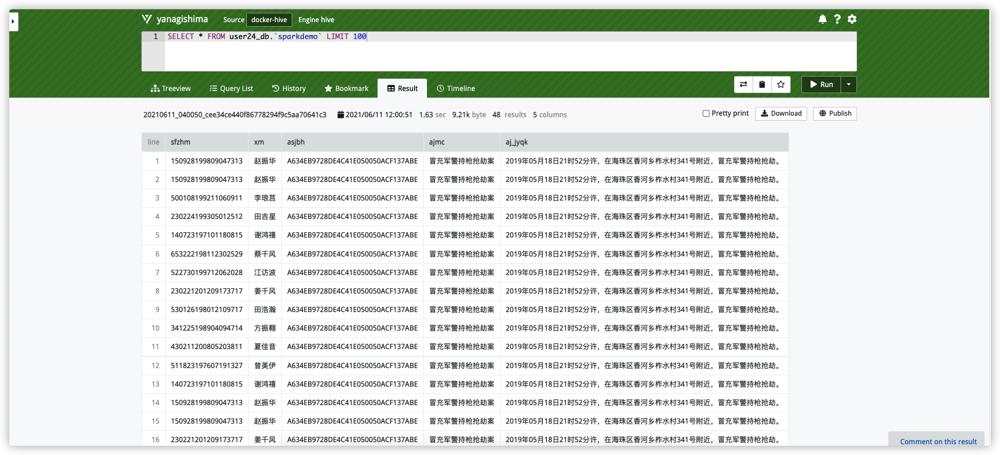 yanagishima Source docker-hive Engine hive
1 SELECT * FROM user24_db.`sparkdemo` LIMIT 100
Treeview Query List History Bookmark Result Timeline Run
20210611_040050_cee34ce440f86778294f9c5aa70641c3 2021/06/11 12:00:51 1.63 sec 9.21k byte 48 results 5 columns Pretty print Download Publish
line sfzhm xm asjbh ajmc aj_jyqk
1 150928199809047313 赵振华 A634EB9728DE4C41E050050ACF137ABE 冒充军警持枪抢劫案 2019年05月18日21时52分许，在海珠区香河乡柞水村341号附近，冒充军警持枪抢劫。
2 150928199809047313 赵振华 A634EB9728DE4C41E050050ACF137ABE 冒充军警持枪抢劫案 2019年05月18日21时52分许，在海珠区香河乡柞水村341号附近，冒充军警持枪抢劫。
3 500108199211060911 李琅莒 A634EB9728DE4C41E050050ACF137ABE 冒充军警持枪抢劫案 2019年05月18日21时52分许，在海珠区香河乡柞水村341号附近，冒充军警持枪抢劫。
4 230224199305012512 田吉星 A634EB9728DE4C41E050050ACF137ABE 冒充军警持枪抢劫案 2019年05月18日21时52分许，在海珠区香河乡柞水村341号附近，冒充军警持枪抢劫。
5 140723197101180815 谢鸿禧 A634EB9728DE4C41E050050ACF137ABE 冒充军警持枪抢劫案 2019年05月18日21时52分许，在海珠区香河乡柞水村341号附近，冒充军警持枪抢劫。
6 653222198112302529 蔡千风 A634EB9728DE4C41E050050ACF137ABE 冒充军警持枪抢劫案 2019年05月18日21时52分许，在海珠区香河乡柞水村341号附近，冒充军警持枪抢劫。
7 522730199712062028 江访波 A634EB9728DE4C41E050050ACF137ABE 冒充军警持枪抢劫案 2019年05月18日21时52分许，在海珠区香河乡柞水村341号附近，冒充军警持枪抢劫。
8 230221201209173717 姜千风 A634EB9728DE4C41E050050ACF137ABE 冒充军警持枪抢劫案 2019年05月18日21时52分许，在海珠区香河乡柞水村341号附近，冒充军警持枪抢劫。
9 530126198012109717 田浩瀚 A634EB9728DE4C41E050050ACF137ABE 冒充军警持枪抢劫案 2019年05月18日21时52分许，在海珠区香河乡柞水村341号附近，冒充军警持枪抢劫。
10 341225198904094714 方振翱 A634EB9728DE4C41E050050ACF137ABE 冒充军警持枪抢劫案 2019年05月18日21时52分许，在海珠区香河乡柞水村341号附近，冒充军警持枪抢劫。
11 430211200805203811 夏佳音 A634EB9728DE4C41E050050ACF137ABE 冒充军警持枪抢劫案 2019年05月18日21时52分许，在海珠区香河乡柞水村341号附近，冒充军警持枪抢劫。
12 511823197607191327 曾美伊 A634EB9728DE4C41E050050ACF137ABE 冒充军警持枪抢劫案 2019年05月18日21时52分许，在海珠区香河乡柞水村341号附近，冒充军警持枪抢劫。
13 140723197101180815 谢鸿禧 A634EB9728DE4C41E050050ACF137ABE 冒充军警持枪抢劫案 2019年05月18日21时52分许，在海珠区香河乡柞水村341号附近，冒充军警持枪抢劫。
14 150928199809047313 赵振华 A634EB9728DE4C41E050050ACF137ABE 冒充军警持枪抢劫案 2019年05月18日21时52分许，在海珠区香河乡柞水村341号附近，冒充军警持枪抢劫。
15 150928199809047313 赵振华 A634EB9728DE4C41E050050ACF137ABE 冒充军警持枪抢劫案 2019年05月18日21时52分许，在海珠区香河乡柞水村341号附近，冒充军警持枪抢劫。
16 230221201209173717 姜千风 A634EB9728DE4C41E050050ACF137ABE 冒充军警持枪抢劫案 2019年05月18日21时52分许，在海珠区香河乡柞水村341号附近，冒充军警持枪抢劫。
Comment on this result